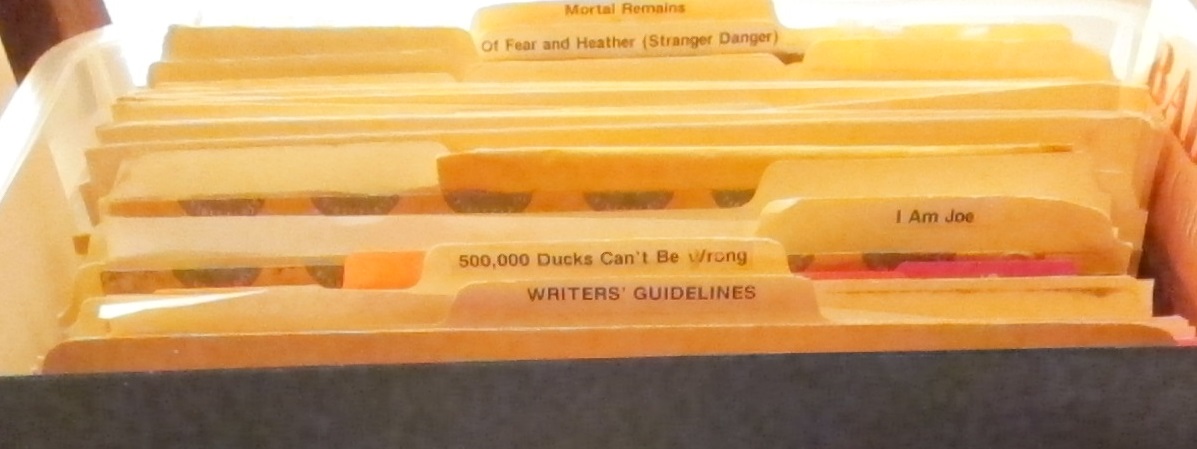 Mortal Remains
Of Fear and Heather (Stranger Danger)
I Am Joe
500,000 Ducks Can't Be Wrong
WRITERS' GUIDELINES